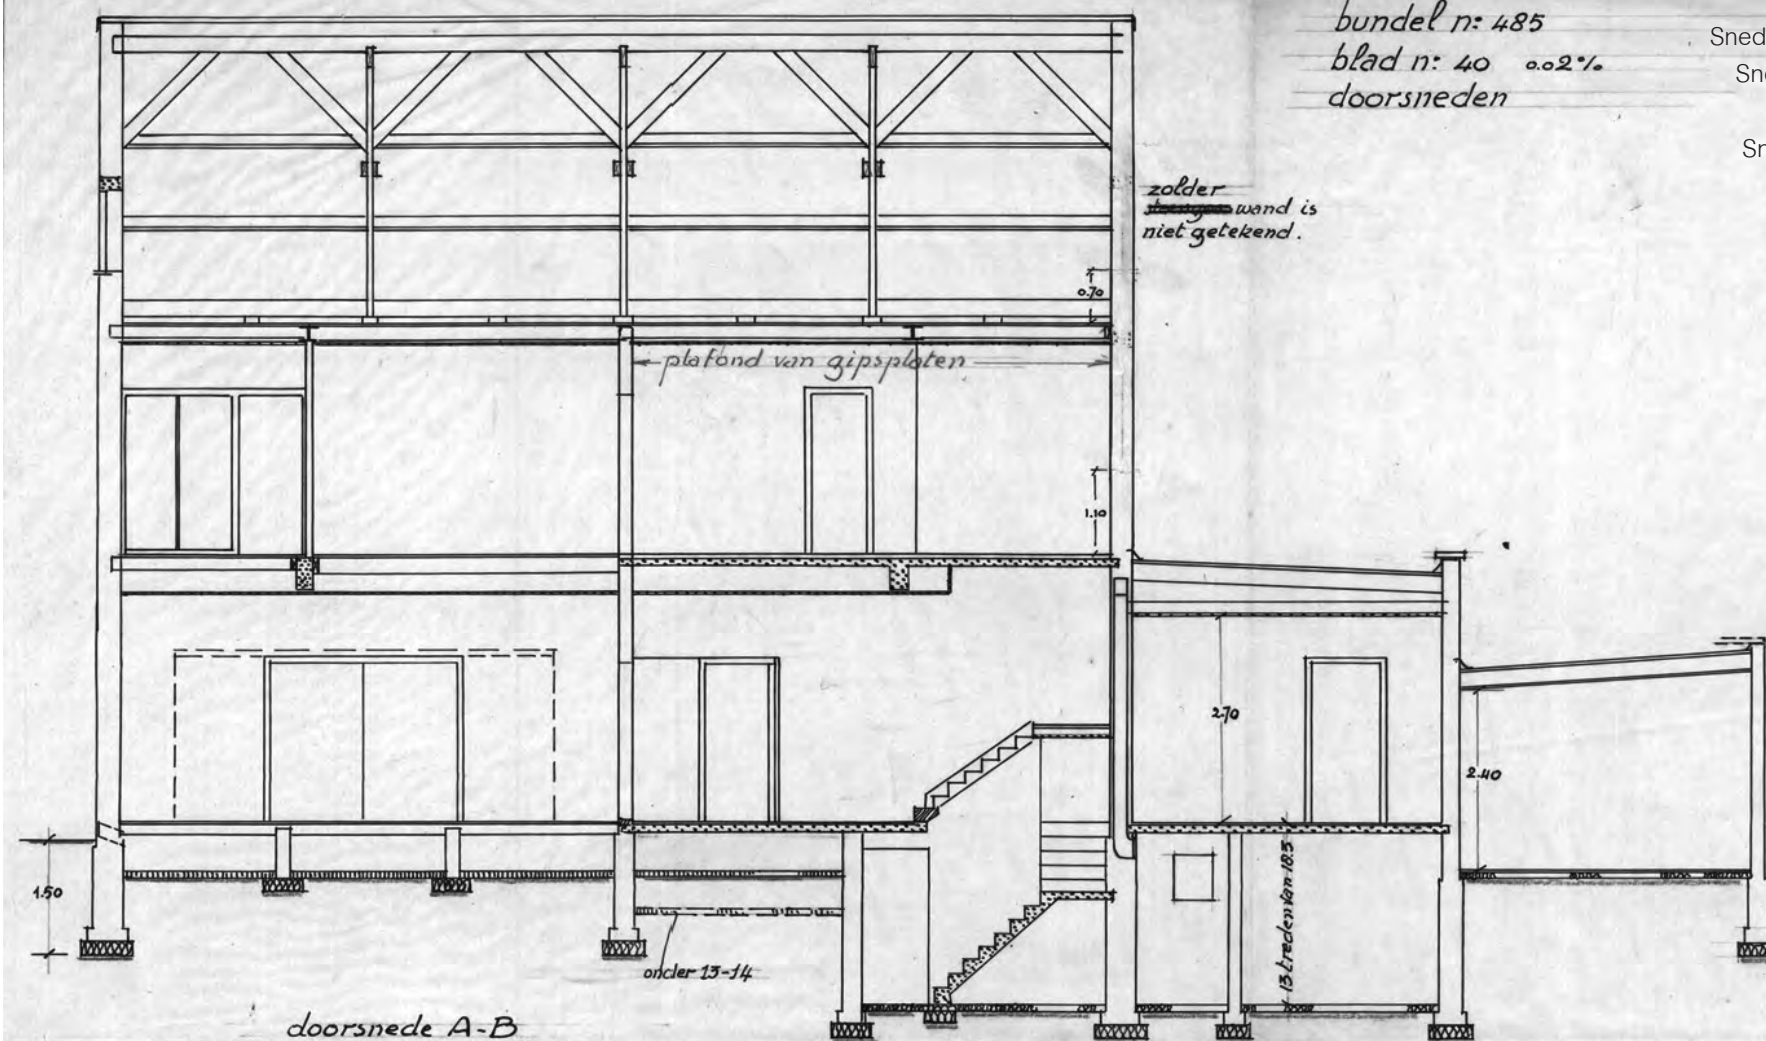 bundel n: 485
blad n: 40 0.02%
doorsneden
Sned
Sn
zolder
wand is
niet getekend.
0.70
plafond van gipsplaten
1.10
2.70
2.40
1.50
13 treden van 18.5
onder 13-14
doorsnede A-B